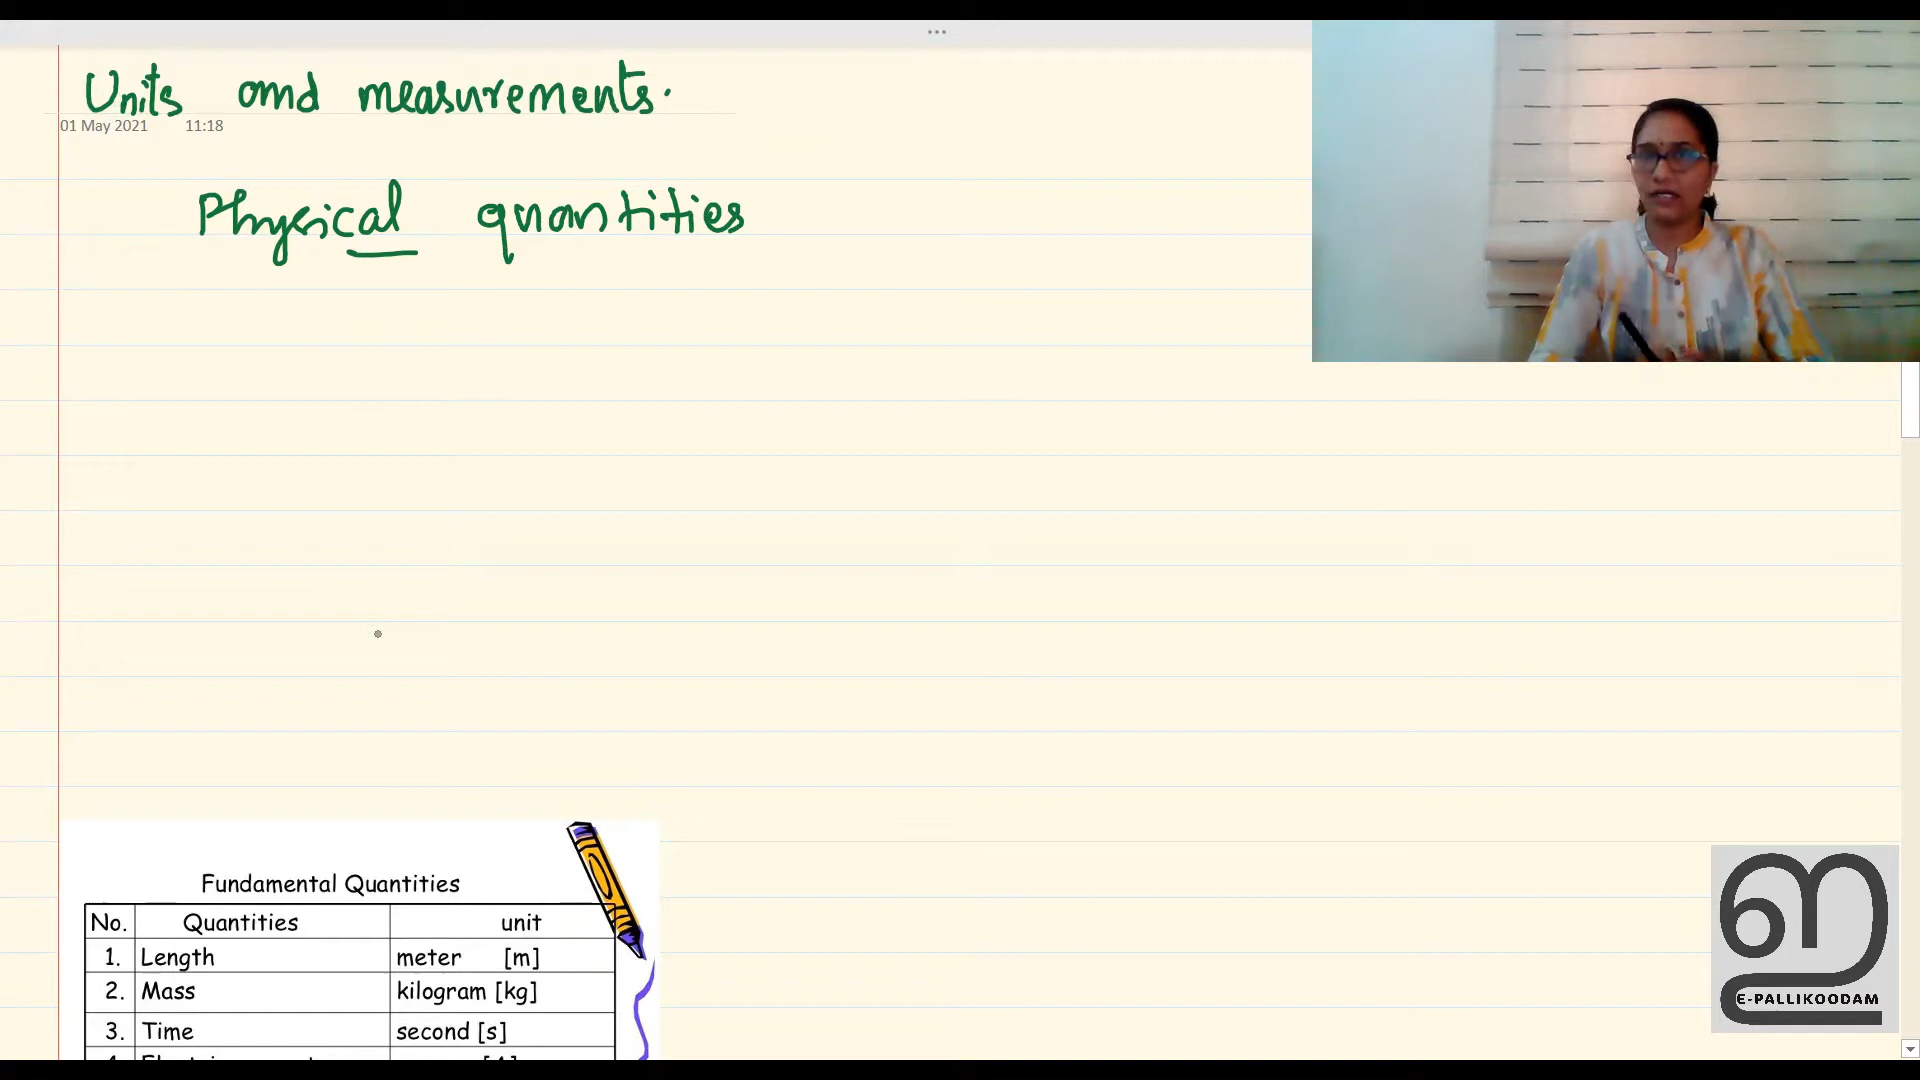 Units and measurements.
01 May 2021 11:18
Physical quantities
Fundamental Quantities
No. Quantities unit
1. Length meter [m]
2. Mass kilogram [kg]
3. Time second [s]
E-PALLIKOODAM